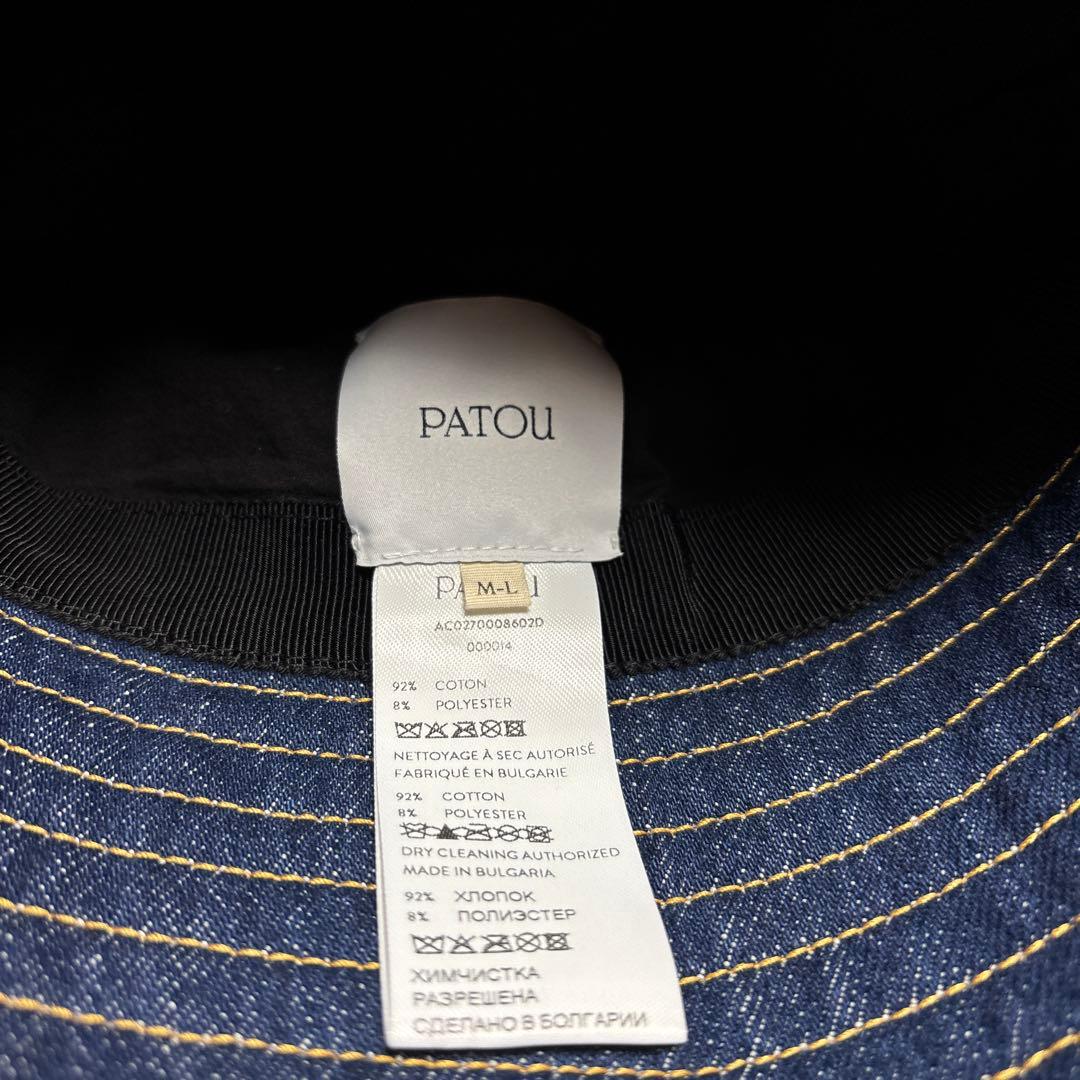 PATOU
M-L
AC0270008602D
000014
92% COTON
8% POLYESTER
NETTOYAGE À SEC AUTORISÉ
FABRIQUÉ EN BULGARIE
92% COTTON
8% POLYESTER
DRY CLEANING AUTHORIZED
MADE IN BULGARIA
92% ХЛОПОК
8% ПОЛИЭСТЕР
ХИМЧИСТКА
РАЗРЕШЕНА
СДЕЛАНО В БОЛГАРИИ